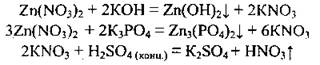 Zn(NO₃)₂ + 2KOH = Zn(OH)₂↓ + 2KNO₃
3Zn(NO₃)₂ + 2K₃PO₄ = Zn₃(PO₄)₂↓ + 6KNO₃
2KNO₃ + H₂SO₄ (конц.) = K₂SO₄ + HNO₃↑